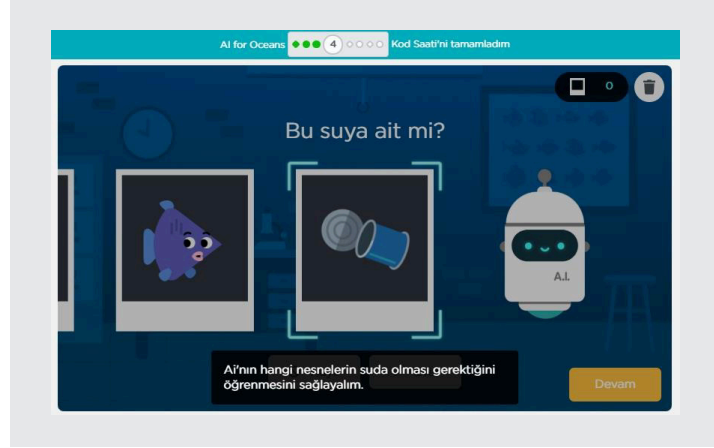 AI for Oceans 4 Kod Saati'ni tamamladım
0
Bu suya ait mi?
A.I.
Ai'nın hangi nesnelerin suda olması gerektiğini
öğrenmesini sağlayalım.
Devam